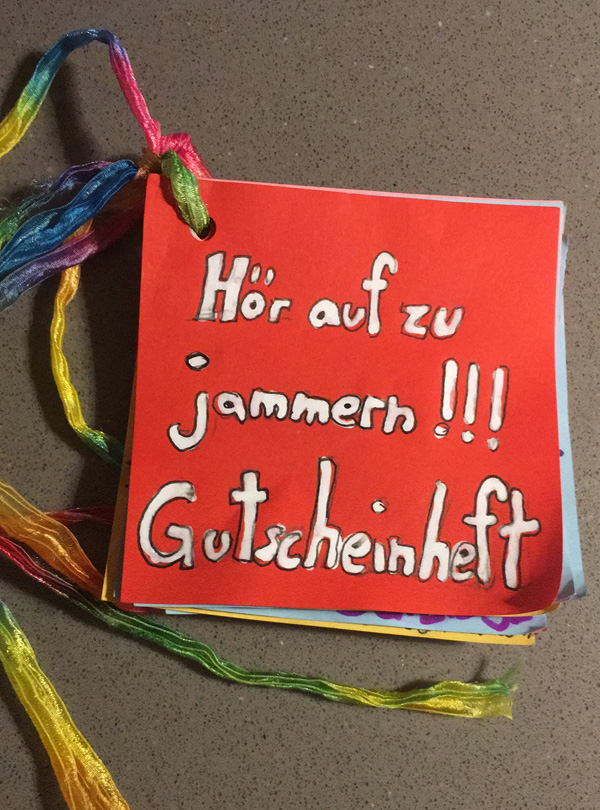 Hör auf zu
jammern !!!
Gutscheinheft